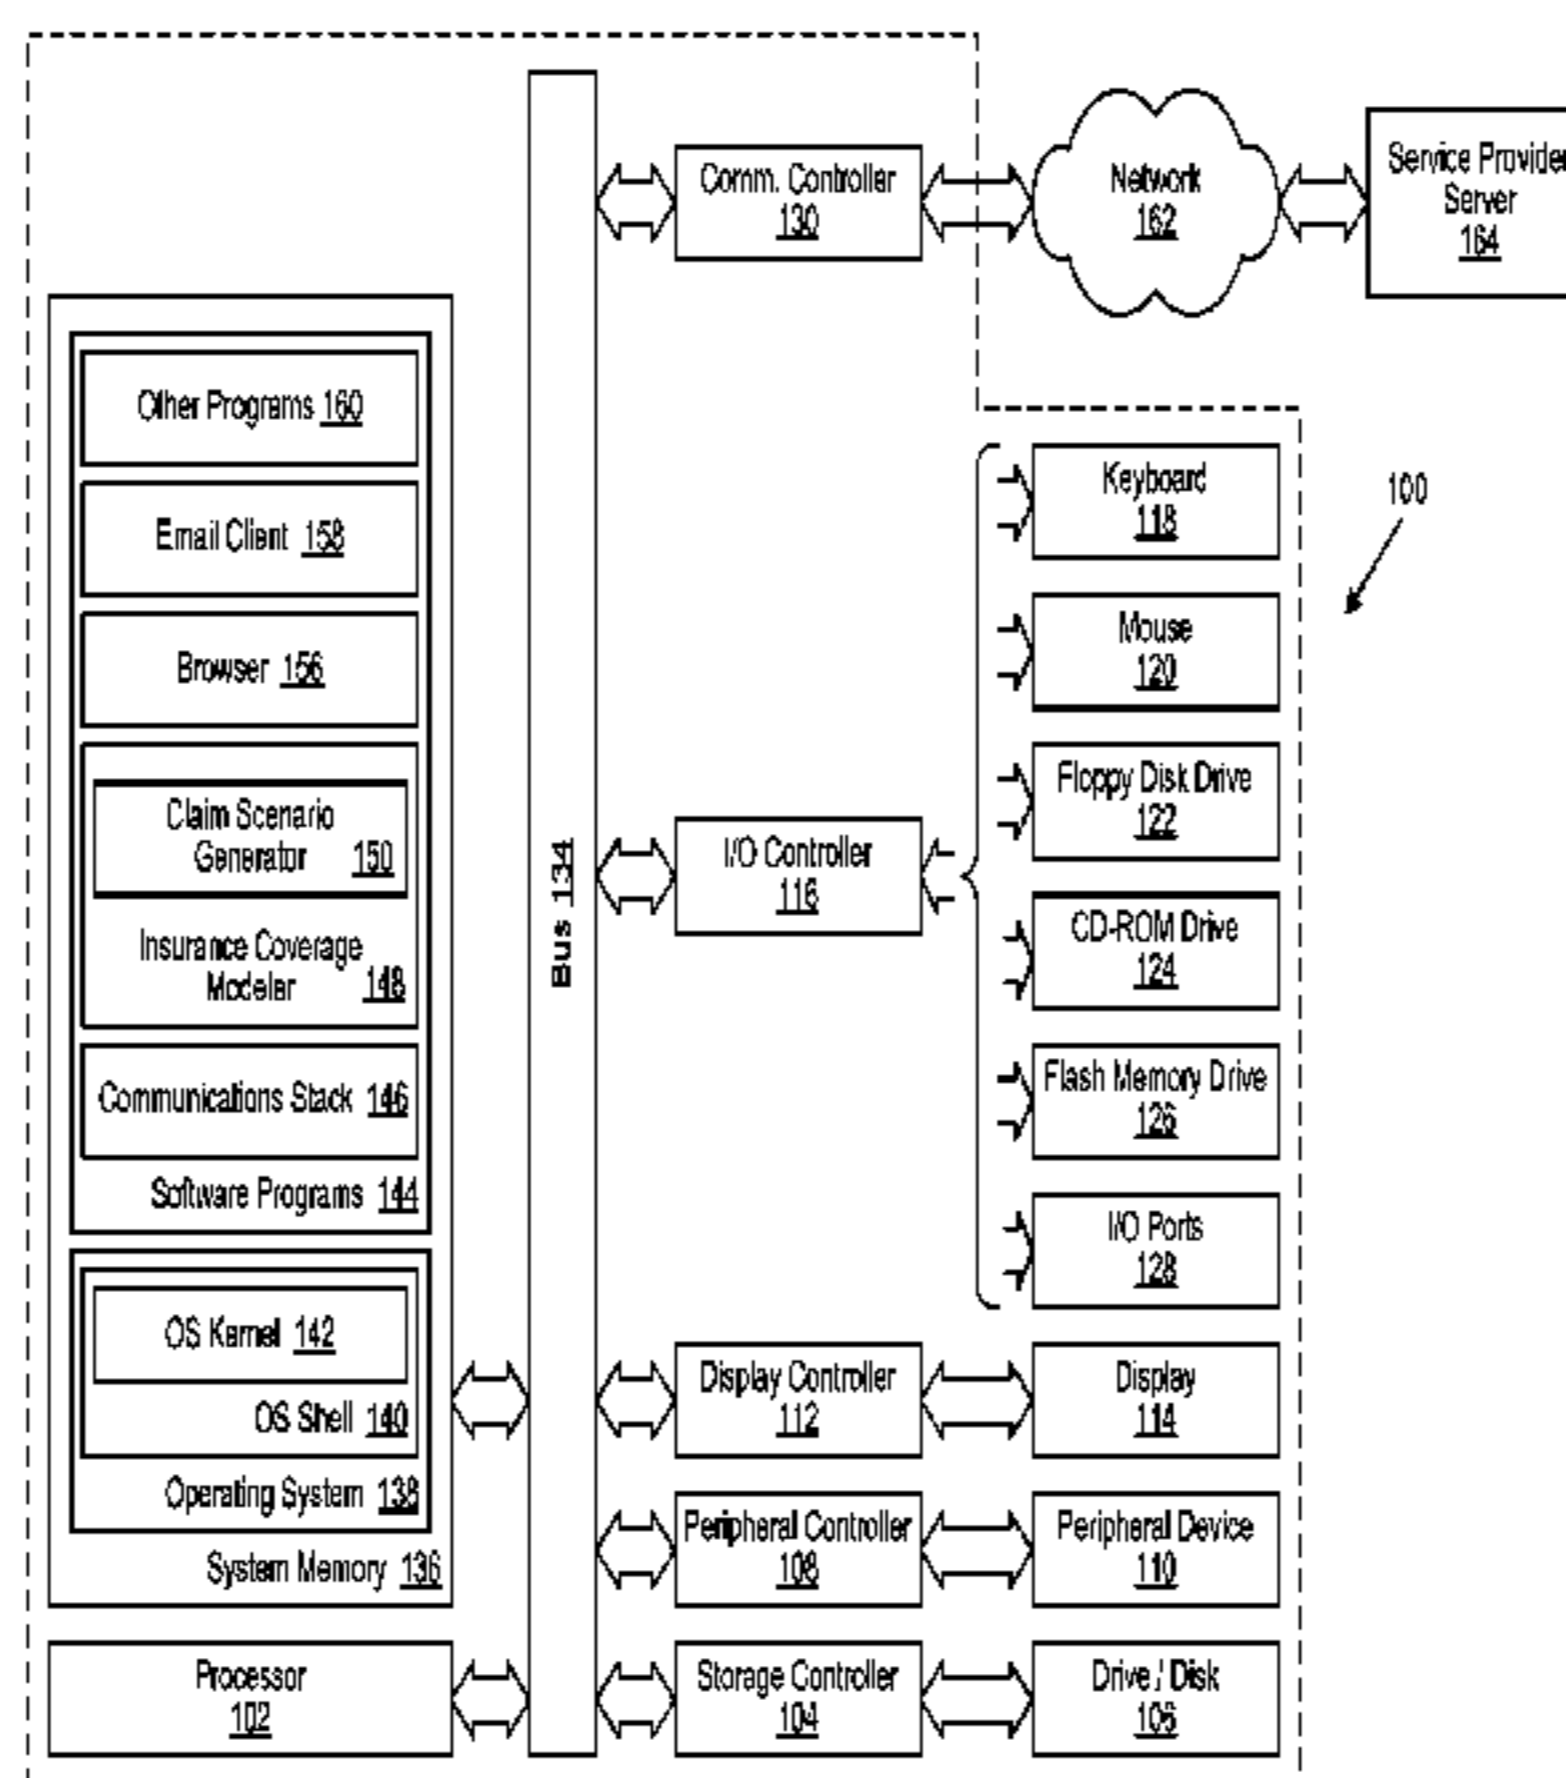 Comm. Controller
130
Network
162
Service Provider
Server
164
Other Programs 160
Email Client 158
Browser 156
Claim Scenario
Generator 150
Insurance Coverage
Modeler 148
Communications Stack 146
Software Programs 144
OS Kernel 142
OS Shell 140
Operating System 138
System Memory 136
Processor
102
Bus 134
I/O Controller
116
Keyboard
118
Mouse
120
Floppy Disk Drive
122
CD-ROM Drive
124
Flash Memory Drive
126
I/O Ports
128
100
Display Controller
112
Display
114
Peripheral Controller
108
Peripheral Device
110
Storage Controller
104
Drive / Disk
106